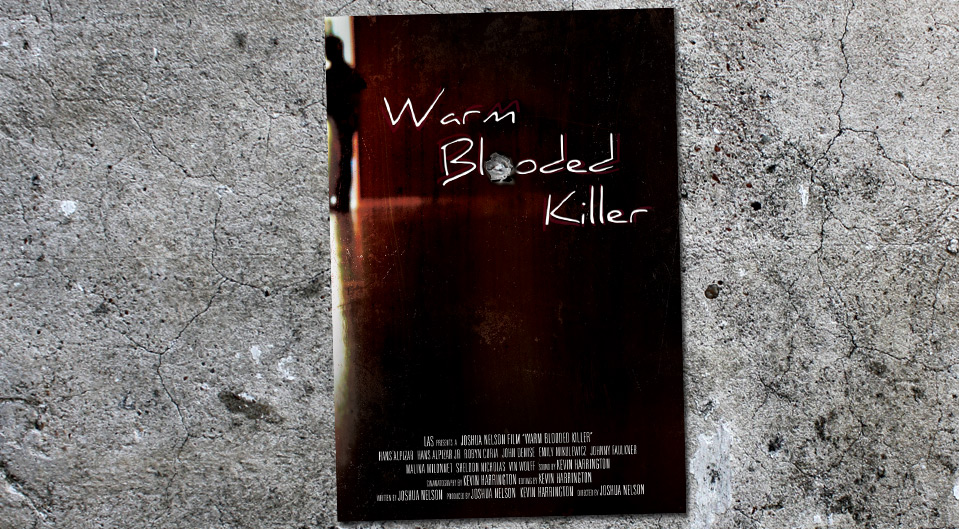 Warm
Blooded
Killer
LAS PRESENTS A JOSHUA NELSON FILM "WARM BLOODED KILLER"
HANS ALPIZAR HANS ALPIZAR JR ROBYN CURIA JOHN DENISE EMILY MIKULEWICZ JOHNNY FAULKNER
MALINA SHELDON NICHOLAS VIN WOLFF SOUND BY KEVIN HARRINGTON
CINEMATOGRAPHY BY KEVIN HARRINGTON EDITING BY KEVIN HARRINGTON
WRITTEN BY JOSHUA NELSON PRODUCED BY JOSHUA NELSON KEVIN HARRINGTON DIRECTED BY JOSHUA NELSON